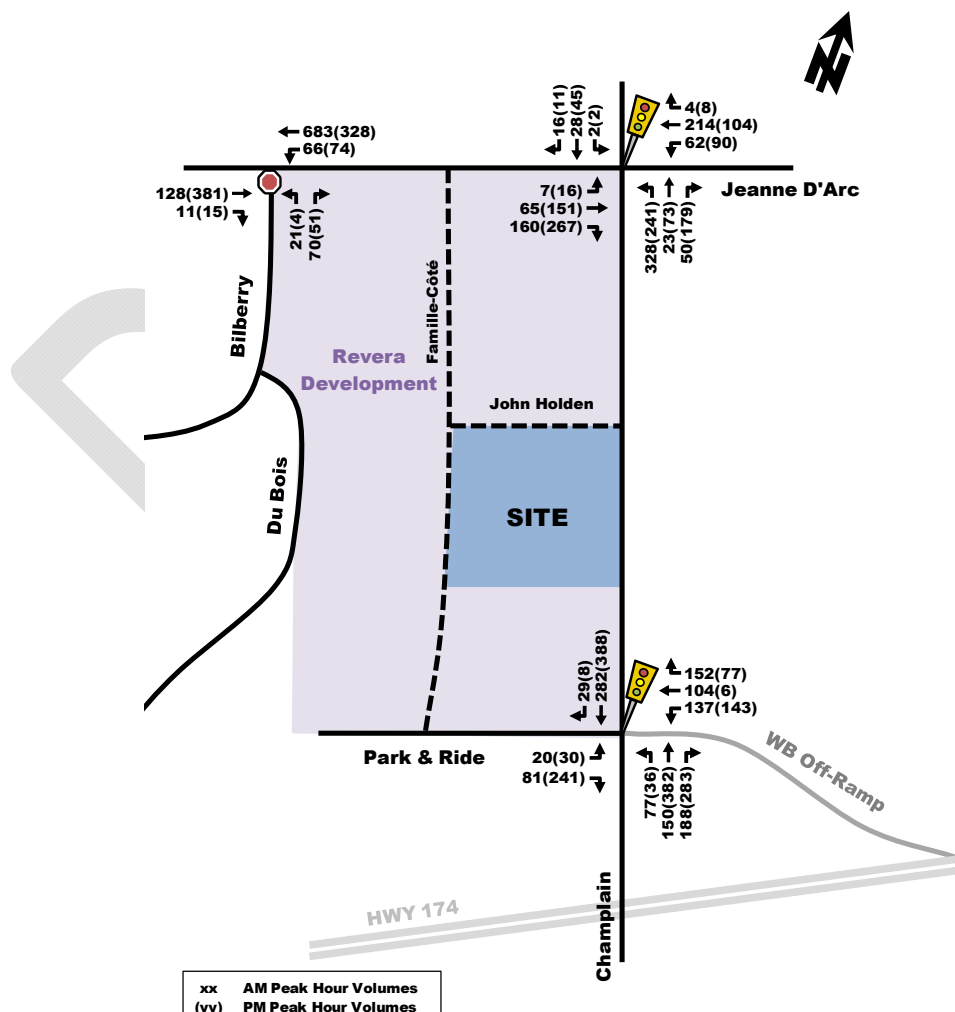 N
16(11)
28(45)
2(2)
4(8)
214(104)
62(90)
683(328)
66(74)
Jeanne D'Arc
128(381)
11(15)
21(4)
70(51)
7(16)
65(151)
160(267)
328(241)
23(73)
50(179)
Bilberry
Famille-Côté
Revera
Development
John Holden
Du Bois
SITE
29(8)
282(388)
152(77)
104(6)
137(143)
Park & Ride
20(30)
81(241)
77(36)
150(382)
188(283)
WB Off-Ramp
HWY 174
Champlain
xx AM Peak Hour Volumes
(yy) PM Peak Hour Volumes